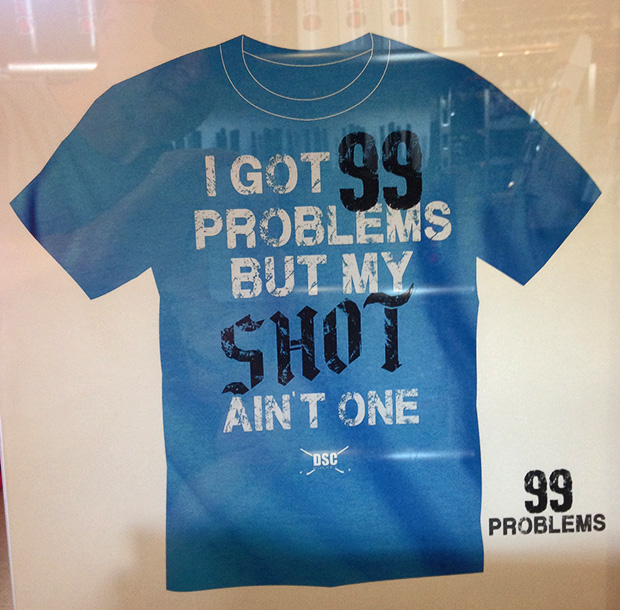 I GOT 99
PROBLEMS
BUT MY
SHOT
AIN'T ONE
DSC
99
PROBLEMS